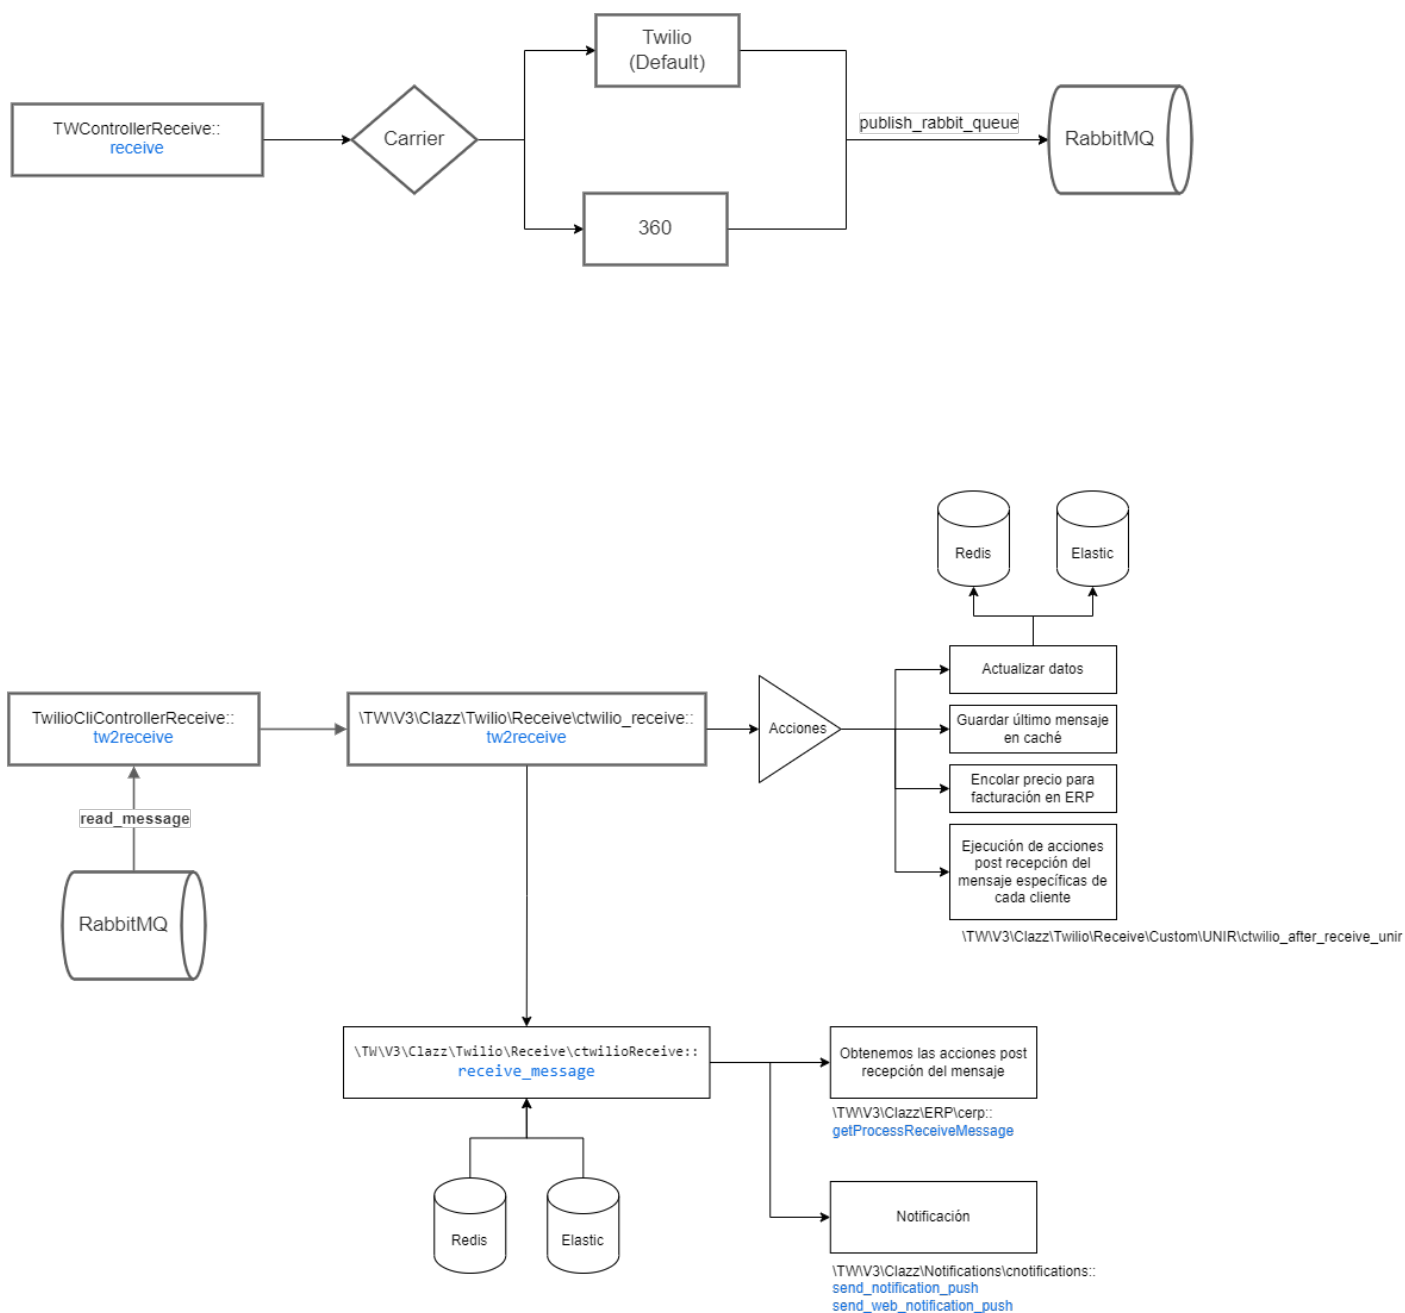 Twilio
(Default)
TWControllerReceive::
receive
Carrier
publish_rabbit_queue
RabbitMQ
360
Redis
Elastic
Actualizar datos
TwilioCliControllerReceive::
tw2receive
\TW\V3\Clazz\Twilio\Receive\ctwilio_receive::
tw2receive
Acciones
Guardar último mensaje
en caché
Encolar precio para
facturación en ERP
read_message
Ejecución de acciones
post recepción del
mensaje específicas de
cada cliente
RabbitMQ
\TW\V3\Clazz\Twilio\Receive\Custom\UNIR\ctwilio_after_receive_unir
\TW\V3\Clazz\Twilio\Receive\ctwilioReceive::
receive_message
Obtenemos las acciones post
recepción del mensaje
\TW\V3\Clazz\ERP\cerp::
getProcessReceiveMessage
Redis
Elastic
Notificación
\TW\V3\Clazz\Notifications\cnotifications::
send_notification_push
send_web_notification_push